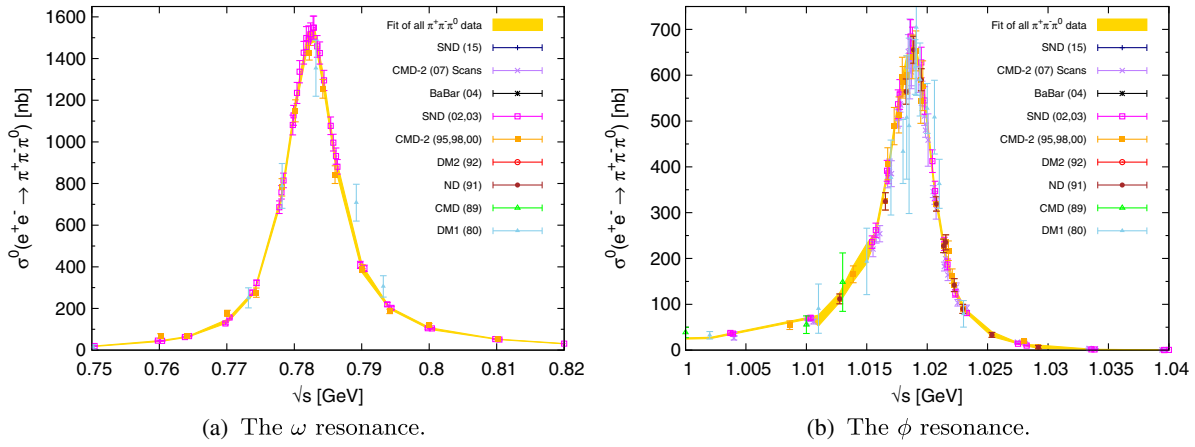 σ⁰(e⁺e⁻ → π⁺π⁻π⁰) [nb]
1600
1400
1200
1000
800
600
400
200
0
0.75 0.76 0.77 0.78 0.79 0.8 0.81 0.82
√s [GeV]
Fit of all π⁺π⁻π⁰ data
SND (15)
CMD-2 (07) Scans
BaBar (04)
SND (02,03)
CMD-2 (95,98,00)
DM2 (92)
ND (91)
CMD (89)
DM1 (80)
(a) The ω resonance.
σ⁰(e⁺e⁻ → π⁺π⁻π⁰) [nb]
700
600
500
400
300
200
100
0
1 1.005 1.01 1.015 1.02 1.025 1.03 1.035 1.04
√s [GeV]
Fit of all π⁺π⁻π⁰ data
SND (15)
CMD-2 (07) Scans
BaBar (04)
SND (02,03)
CMD-2 (95,98,00)
DM2 (92)
ND (91)
CMD (89)
DM1 (80)
(b) The ϕ resonance.